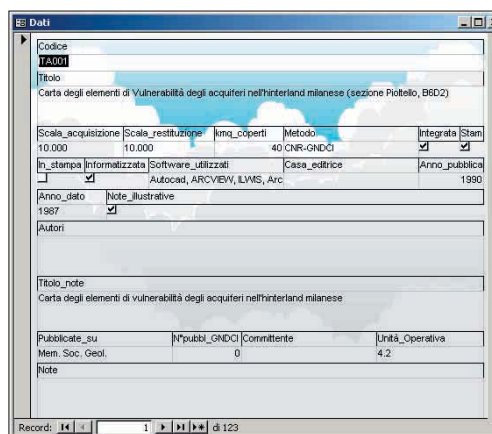 Dati
Codice
ITA001
Titolo
Carta degli elementi di Vulnerabilità degli acquiferi nell'hinterland milanese (sezione Pioltello, B6D2)
Scala_acquisizione Scala_restituzione kmq_coperti Metodo Integrata Stam
10.000 10.000 40 CNR-GNDCI
In_stampa Informatizzata Software_utilizzati Casa_editrice Anno_pubblica
Autocad, ARCVIEW, ILWIS, Arc 1990
Anno_dato Note_illustrative
1987
Autori
Titolo_note
Carta degli elementi di vulnerabilità degli acquiferi nell'hinterland milanese
Pubblicate_su N°pubbl_GNDCI Committente Unità_Operativa
Mem. Soc. Geol. 0 4.2
Note
Record: 1 di 123